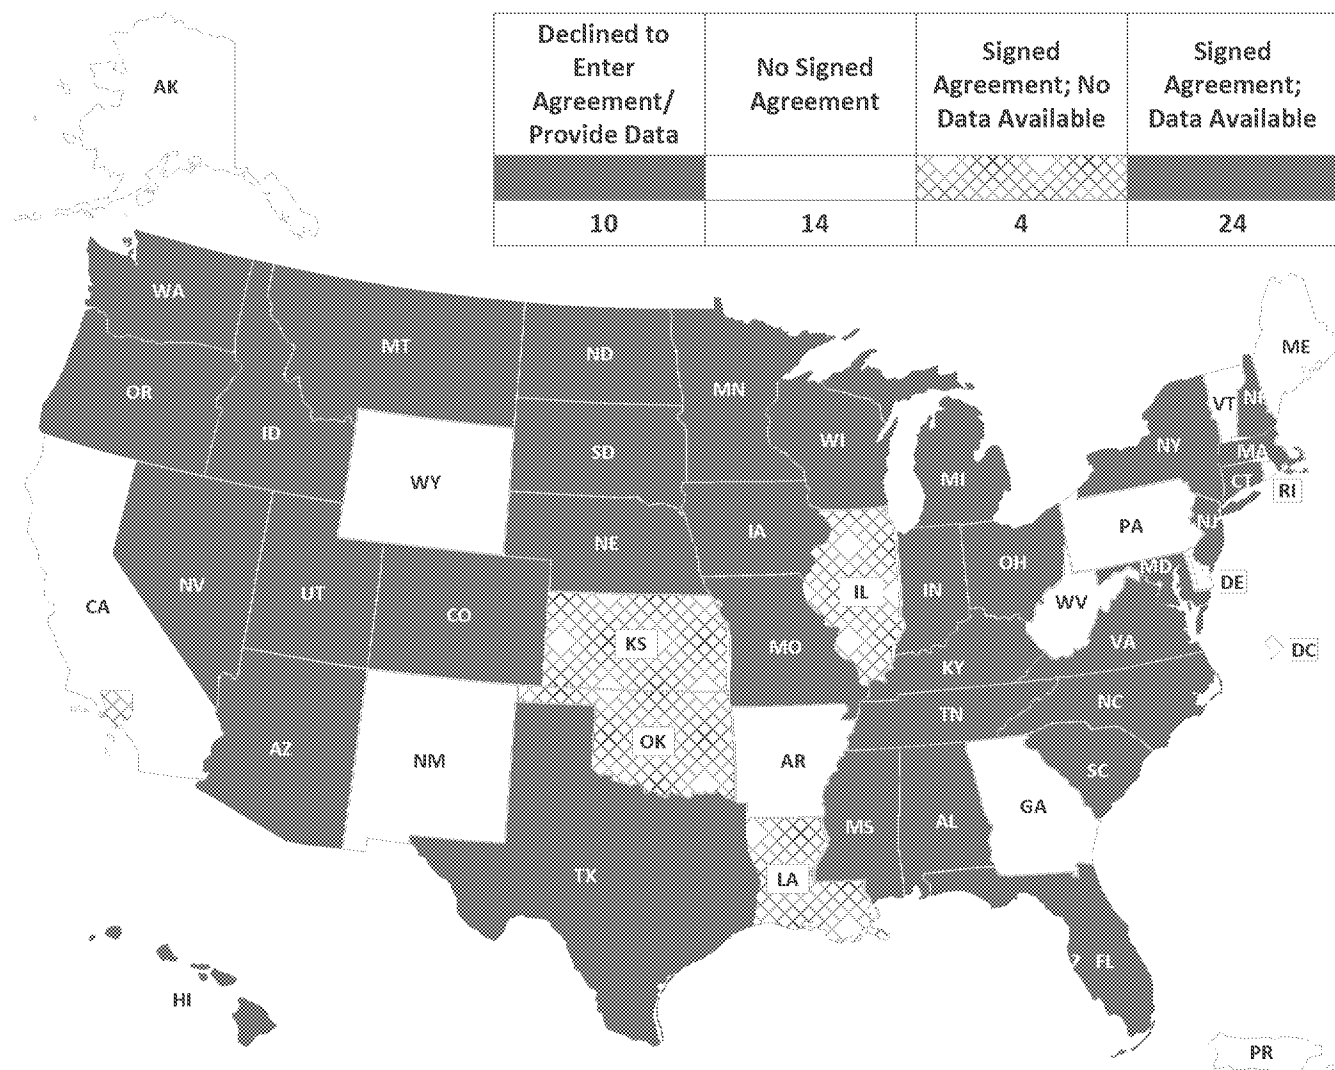 Declined to
Enter
Agreement/
Provide Data
No Signed
Agreement
Signed
Agreement; No
Data Available
Signed
Agreement;
Data Available
10
14
4
24
AK
WA
MT
ND
MN
ME
OR
ID
SD
WI
MI
VT
NY
MA
WY
CT
RI
PA
NJ
IA
NE
NV
UT
CO
CA
IL
IN
OH
MD
DE
WV
KS
MO
KY
VA
DC
AZ
NM
OK
AR
TN
NC
SC
GA
MS
AL
TX
LA
FL
HI
PR